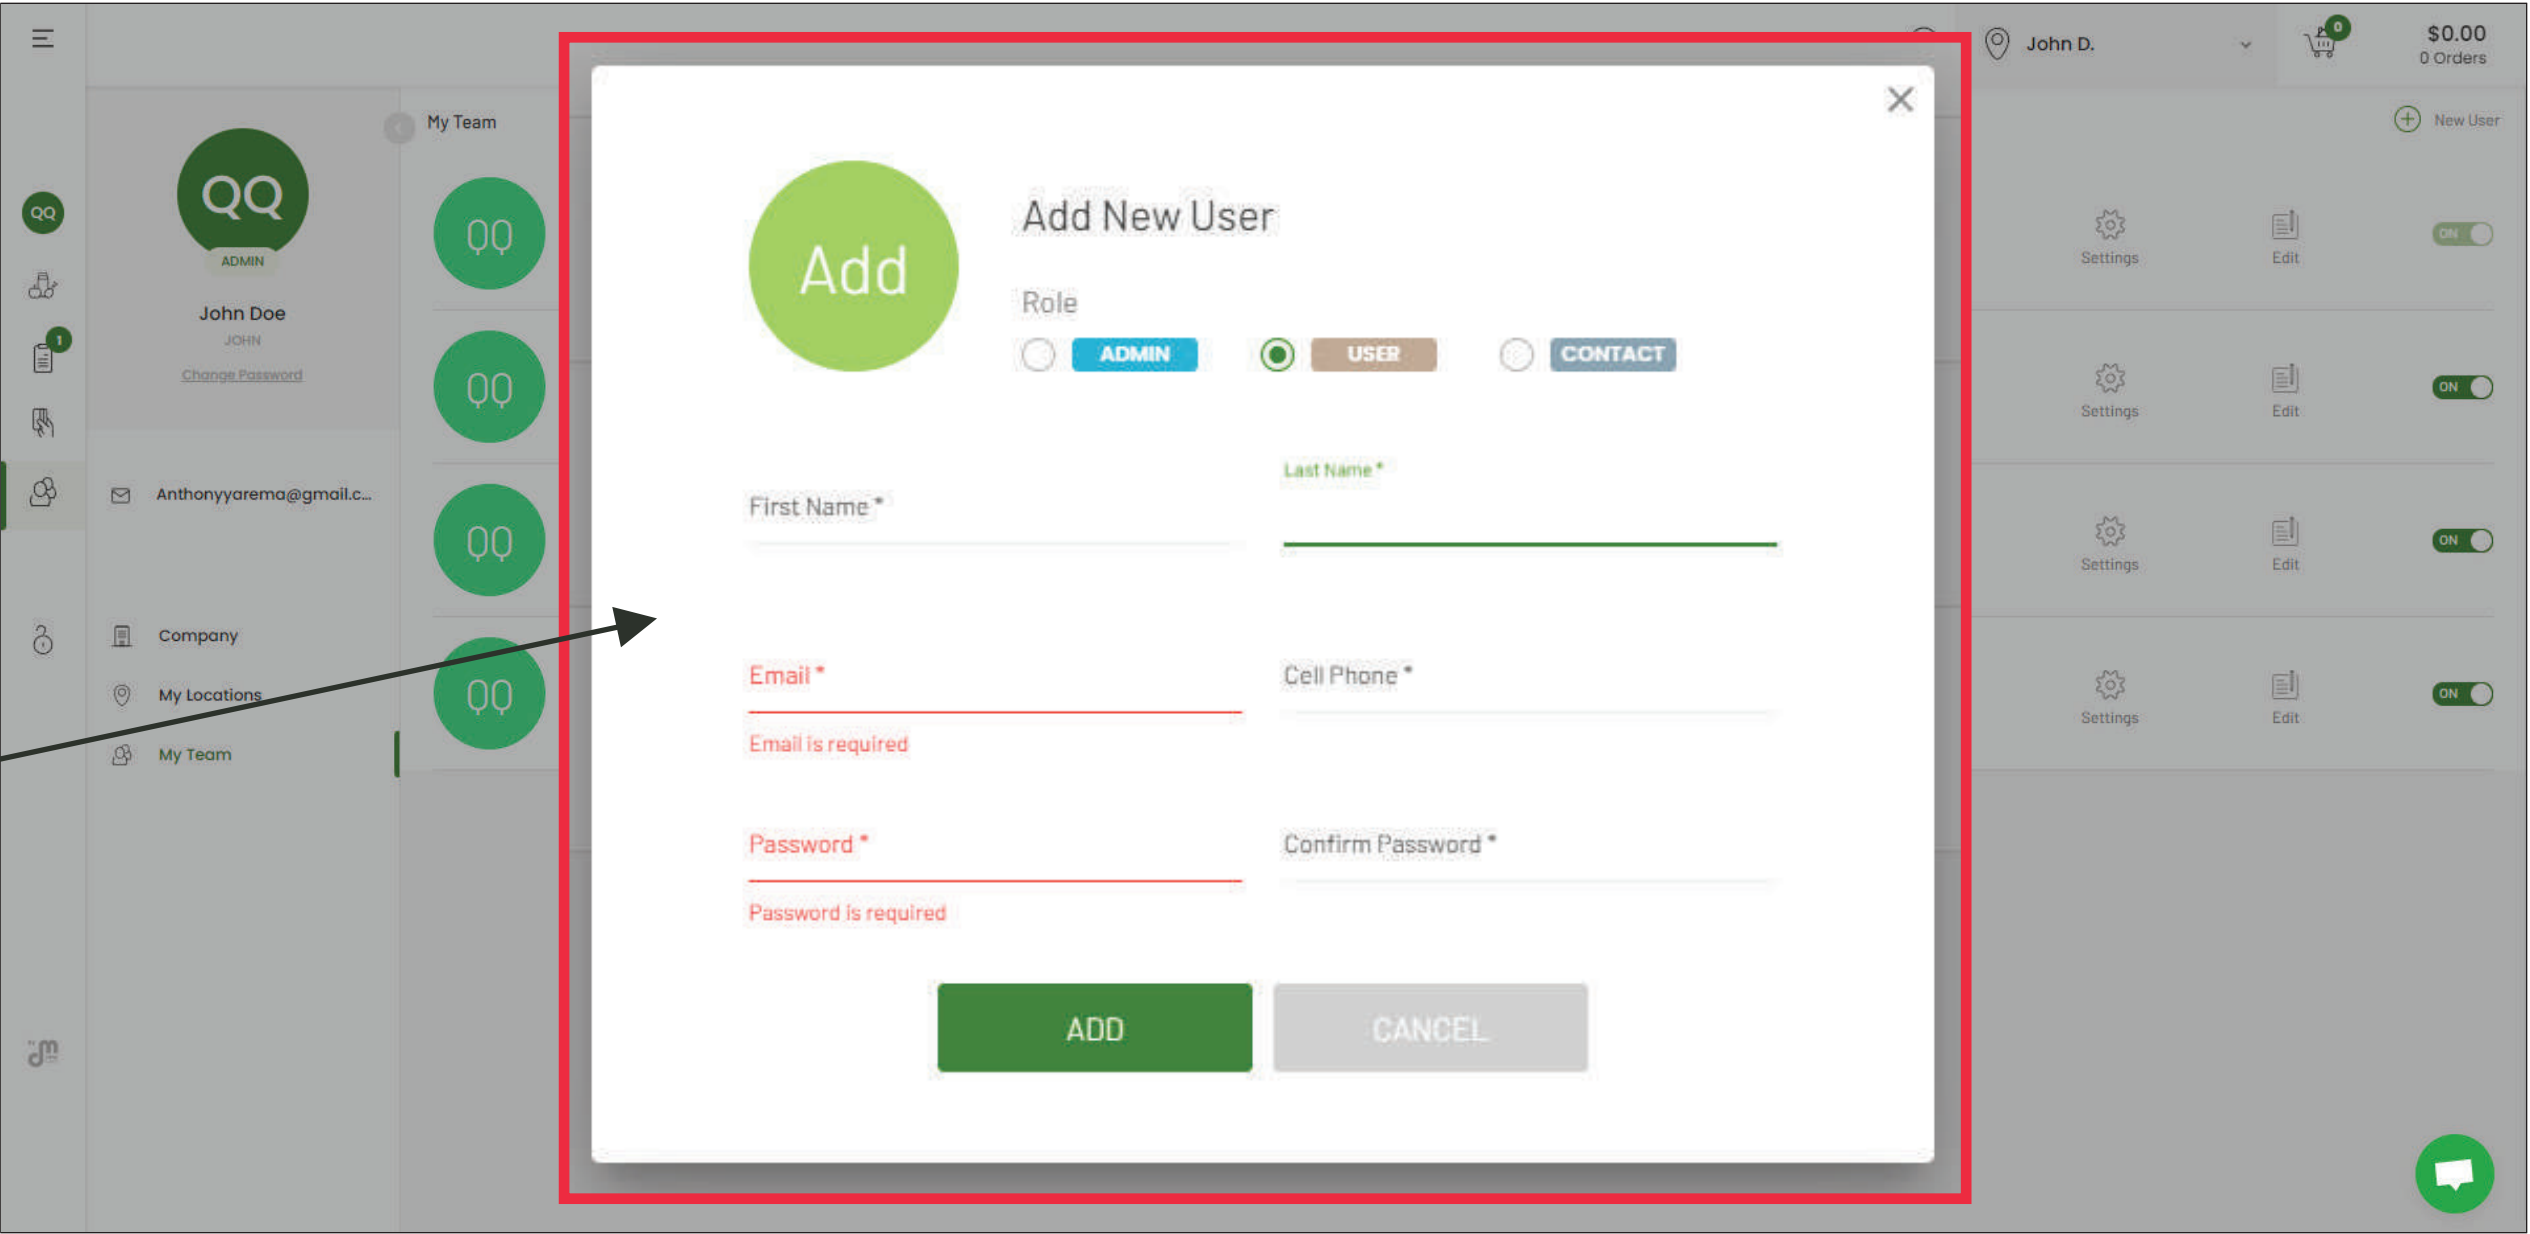 John D.
0
$0.00
0 Orders
My Team
New User
QQ
ADMIN
John Doe
JOHN
Change Password
QQ
1
Anthonyyarema@gmail.c...
Company
My Locations
My Team
QQ
Settings
Edit
ON
QQ
Settings
Edit
ON
QQ
Settings
Edit
ON
QQ
Settings
Edit
ON
Add
Add New User
Role
ADMIN
USER
CONTACT
First Name *
Last Name *
Email *
Email is required
Cell Phone *
Password *
Password is required
Confirm Password *
ADD
CANCEL